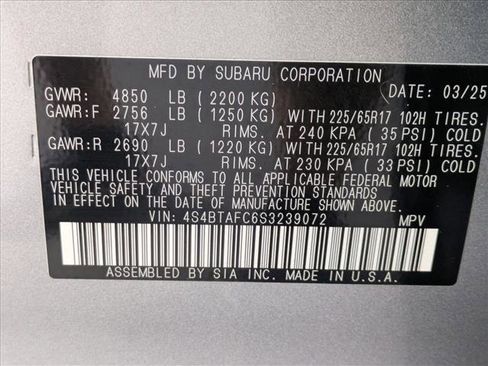 MFD BY SUBARU CORPORATION DATE: 03/25
GVWR: 4850 LB (2200 KG)
GAWR:F 2756 LB (1250 KG) WITH 225/65R17 102H TIRES.
17X7J RIMS. AT 240 KPA (35 PSI) COLD
GAWR:R 2690 LB (1220 KG) WITH 225/65R17 102H TIRES.
17X7J RIMS. AT 230 KPA (33 PSI) COLD
THIS VEHICLE CONFORMS TO ALL APPLICABLE FEDERAL MOTOR
VEHICLE SAFETY AND THEFT PREVENTION STANDARDS
IN EFFECT ON THE DATE OF MANUFACTURE SHOWN ABOVE.
VIN: 4S4BTAFC6S3239072 MPV
ASSEMBLED BY SIA INC. MADE IN U.S.A.